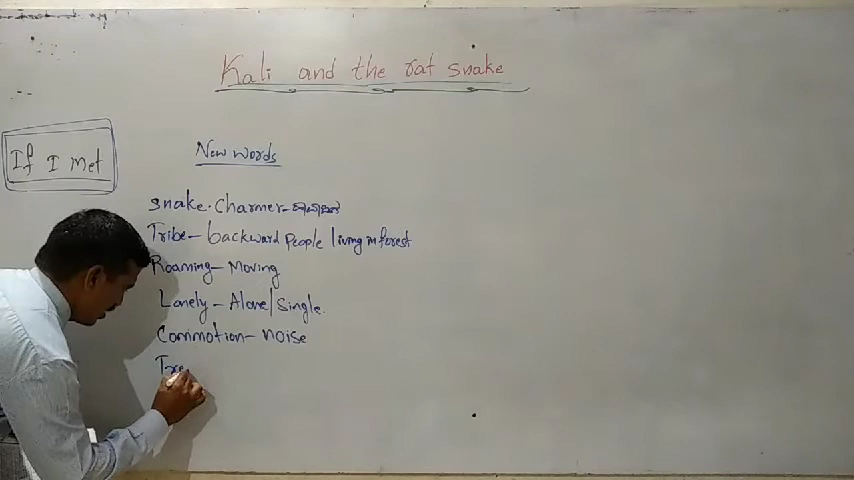 Kali and the rat snake
If I met
New words
snake.Charmer-
Tribe- backward People living in forest
Roaming- Moving
Lonely - Alone/Single.
Commotion- noise
Tre